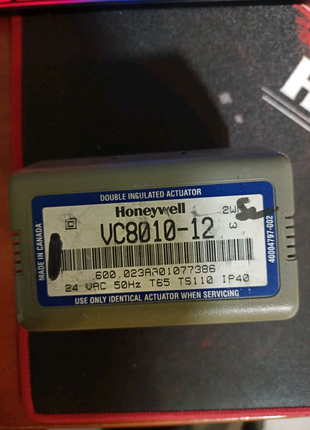 DOUBLE INSULATED ACTUATOR
Honeywell
VC8010-12
3
MADE IN CANADA
40004797-002
600.023AA01077386
24 VAC 50Hz T65 TS110 IP40
USE ONLY IDENTICAL ACTUATOR WHEN SERVICING
H